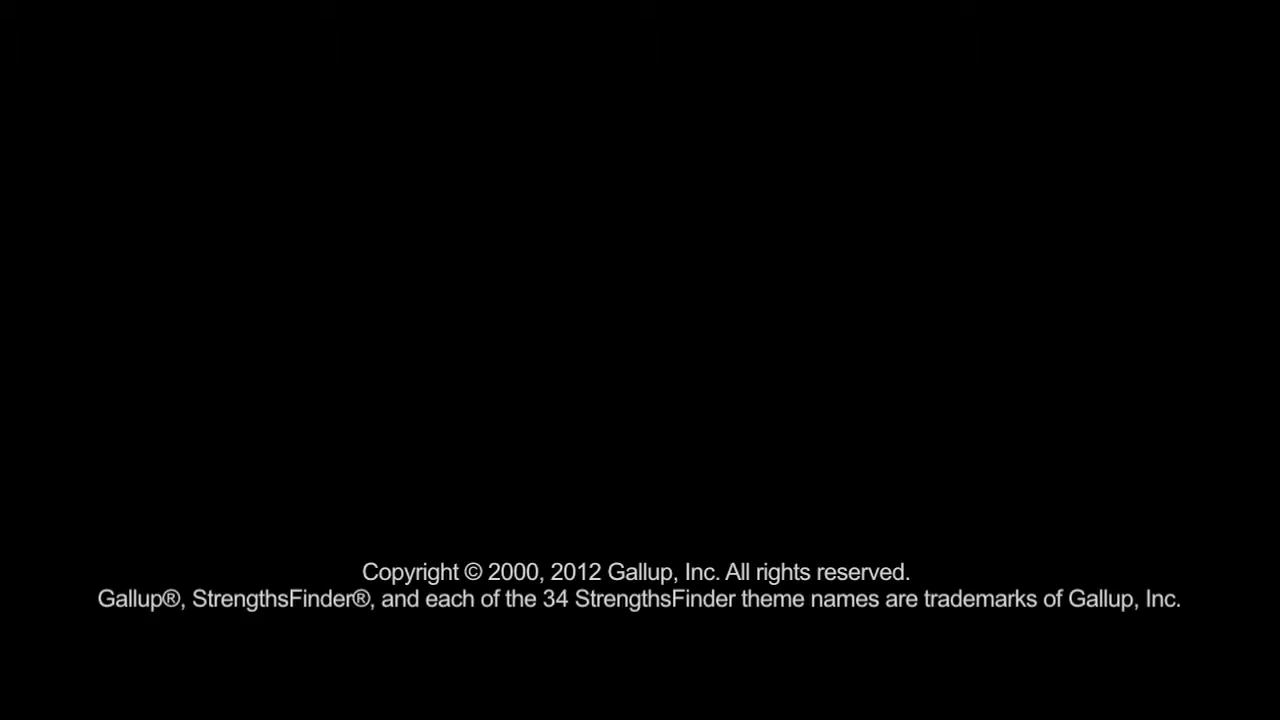 Copyright © 2000, 2012 Gallup, Inc. All rights reserved.
Gallup®, StrengthsFinder®, and each of the 34 StrengthsFinder theme names are trademarks of Gallup, Inc.